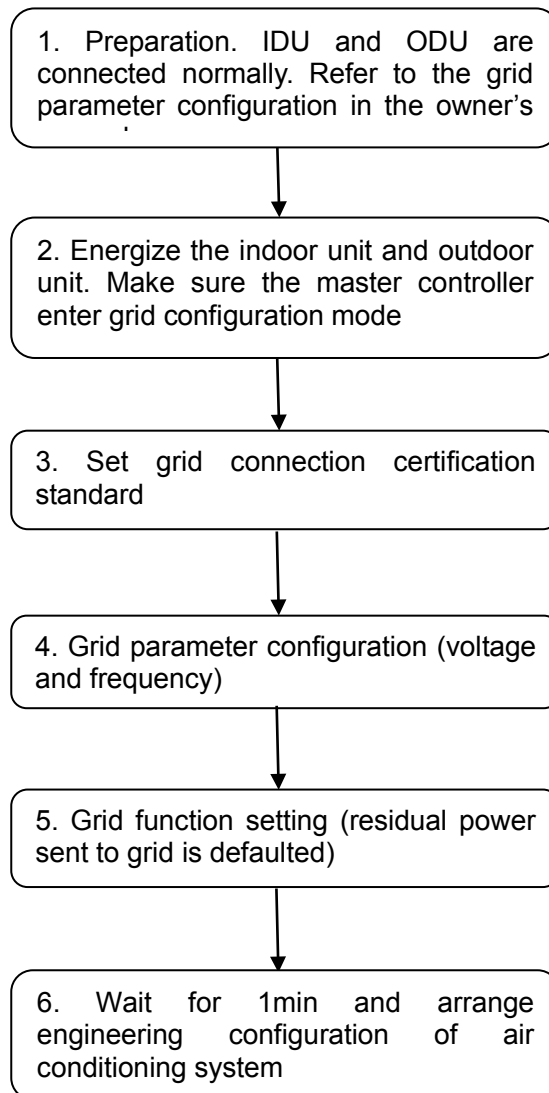 1. Preparation. IDU and ODU are
connected normally. Refer to the grid
parameter configuration in the owner's
2. Energize the indoor unit and outdoor
unit. Make sure the master controller
enter grid configuration mode
3. Set grid connection certification
standard
4. Grid parameter configuration (voltage
and frequency)
5. Grid function setting (residual power
sent to grid is defaulted)
6. Wait for 1min and arrange
engineering configuration of air
conditioning system